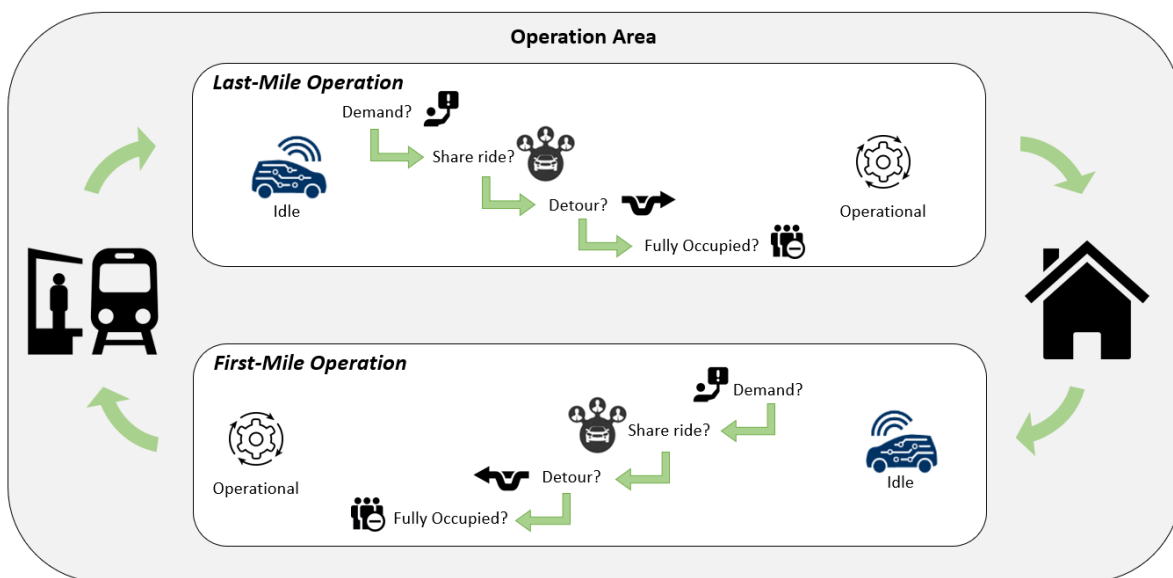 Operation Area
Last-Mile Operation
Demand?
Share ride?
Idle
Detour?
Operational
Fully Occupied?
First-Mile Operation
Demand?
Share ride?
Detour?
Idle
Operational
Fully Occupied?